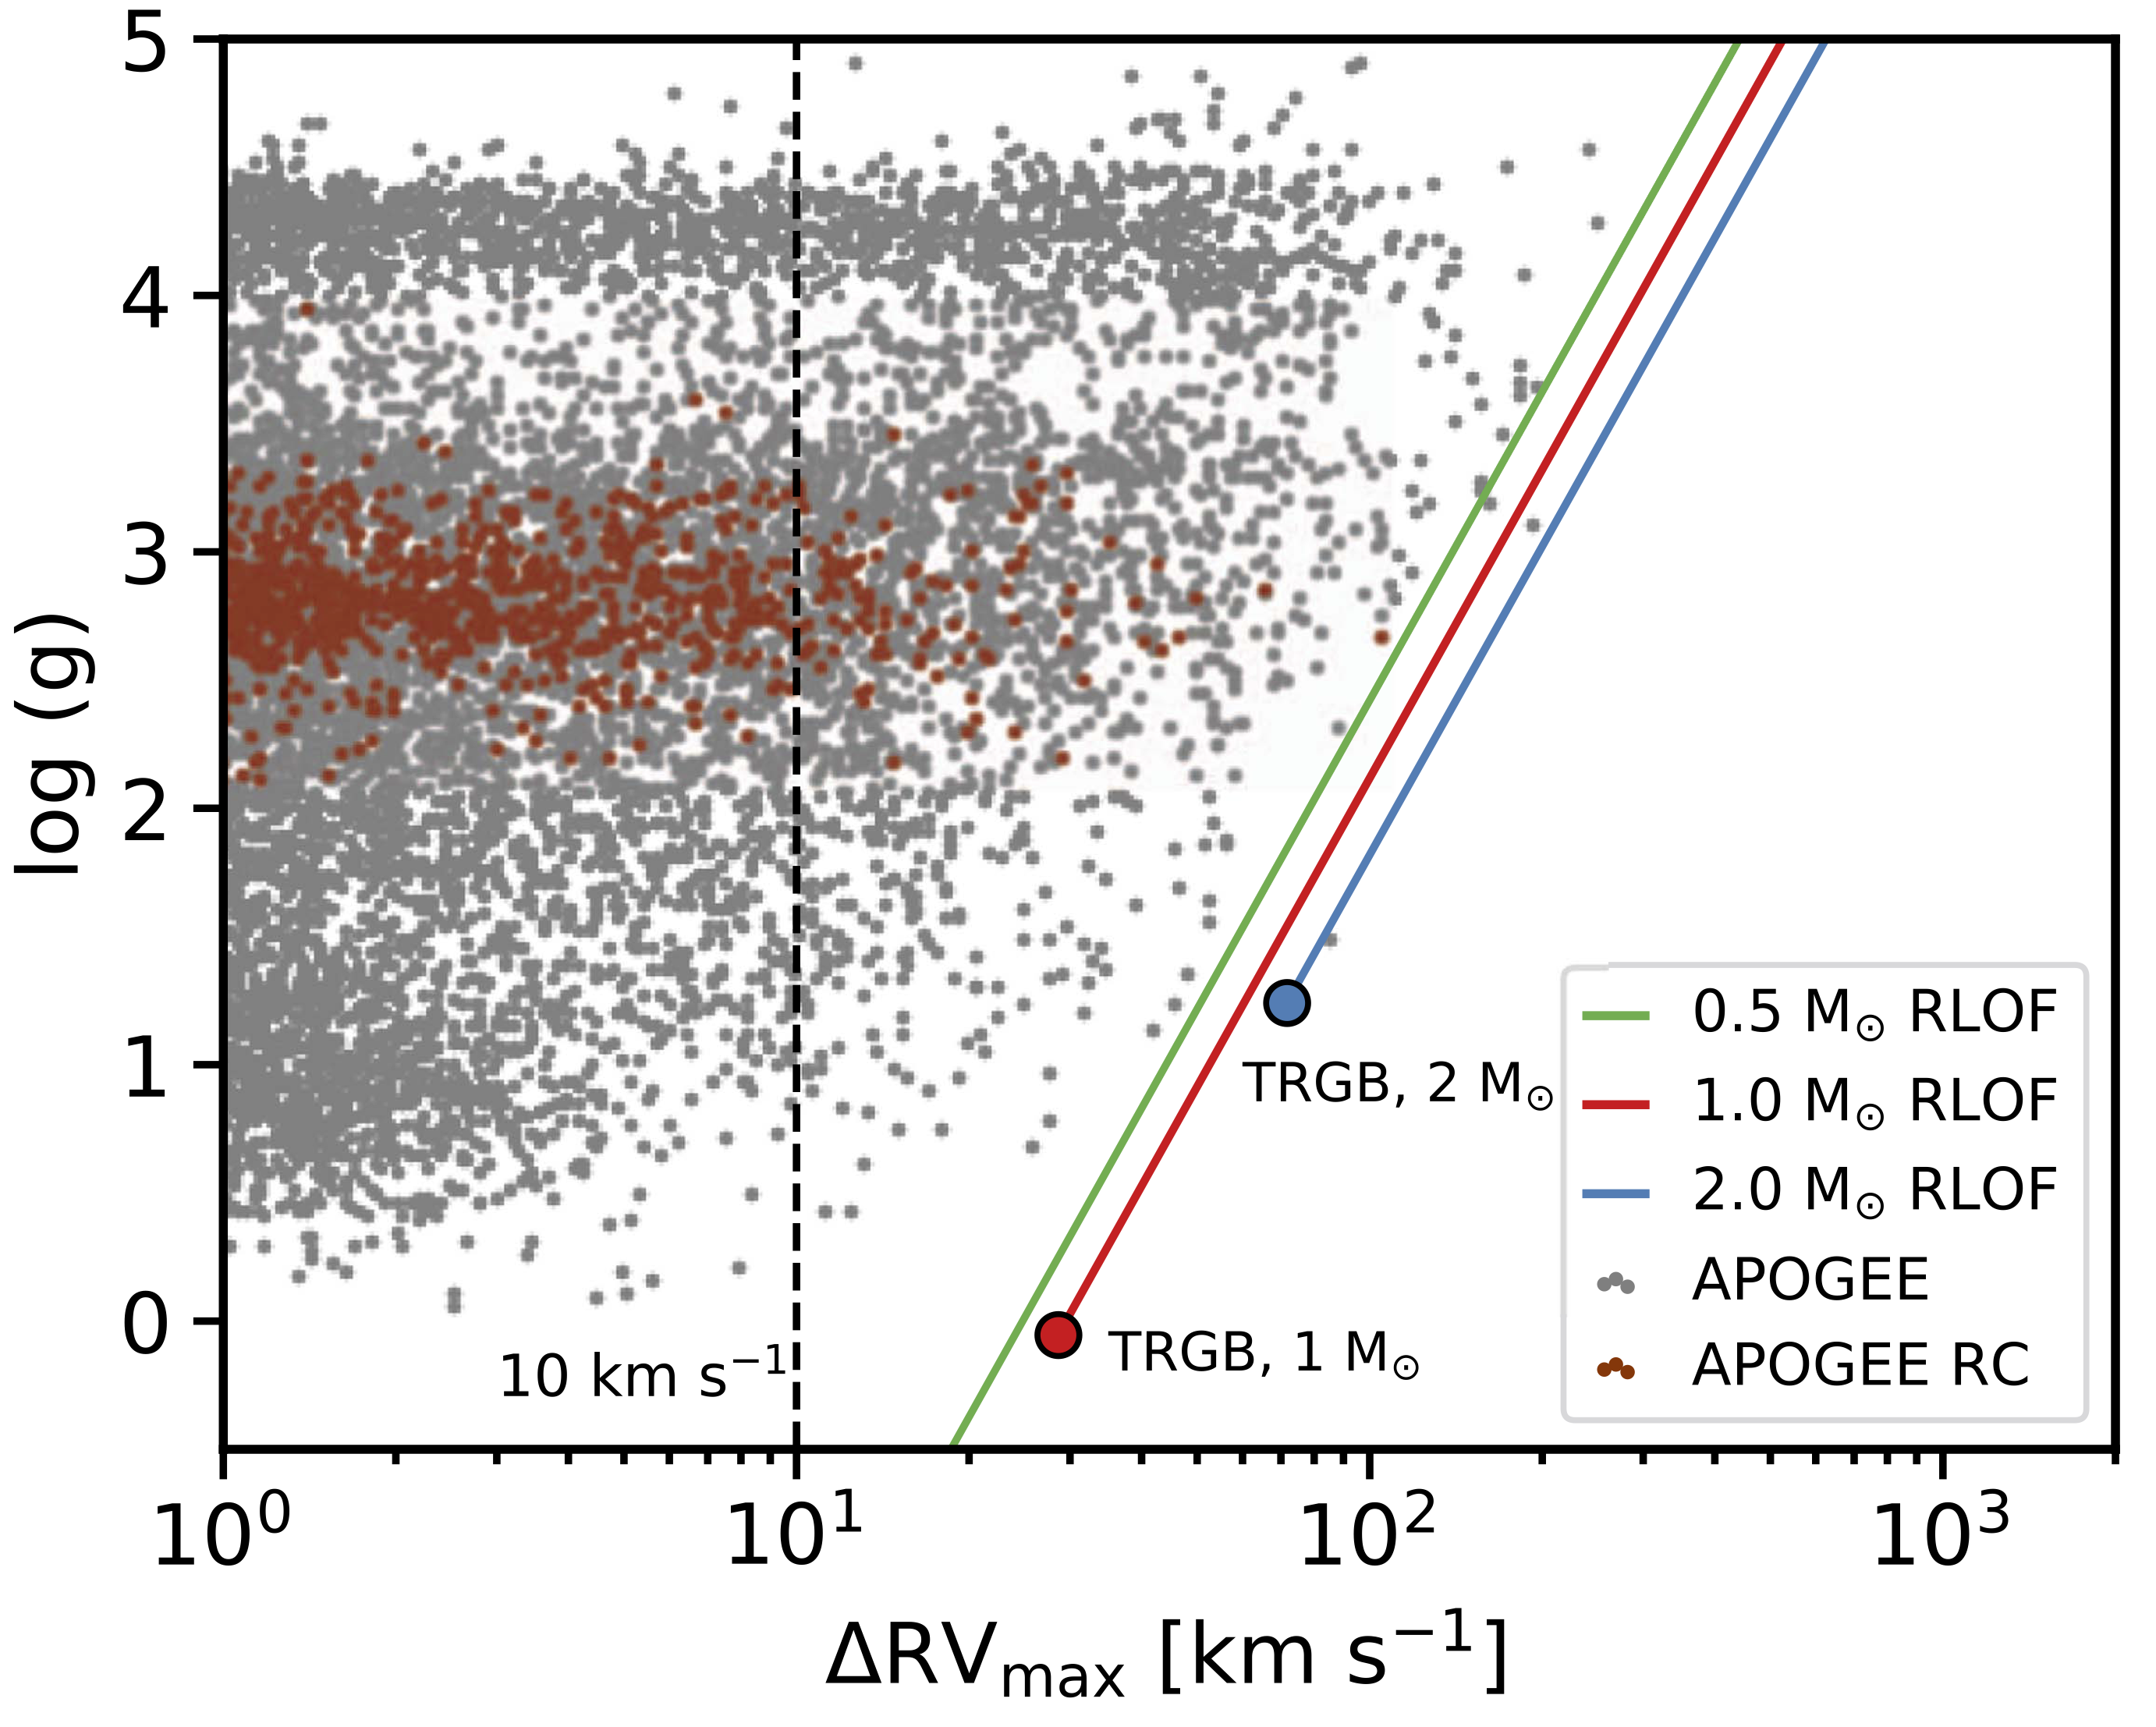 5
4
3
2
1
0
log (g)
10 km s⁻¹
TRGB, 2 M☉
TRGB, 1 M☉
0.5 M☉ RLOF
1.0 M☉ RLOF
2.0 M☉ RLOF
APOGEE
APOGEE RC
10⁰ 10¹ 10² 10³
ΔRVmax [km s⁻¹]